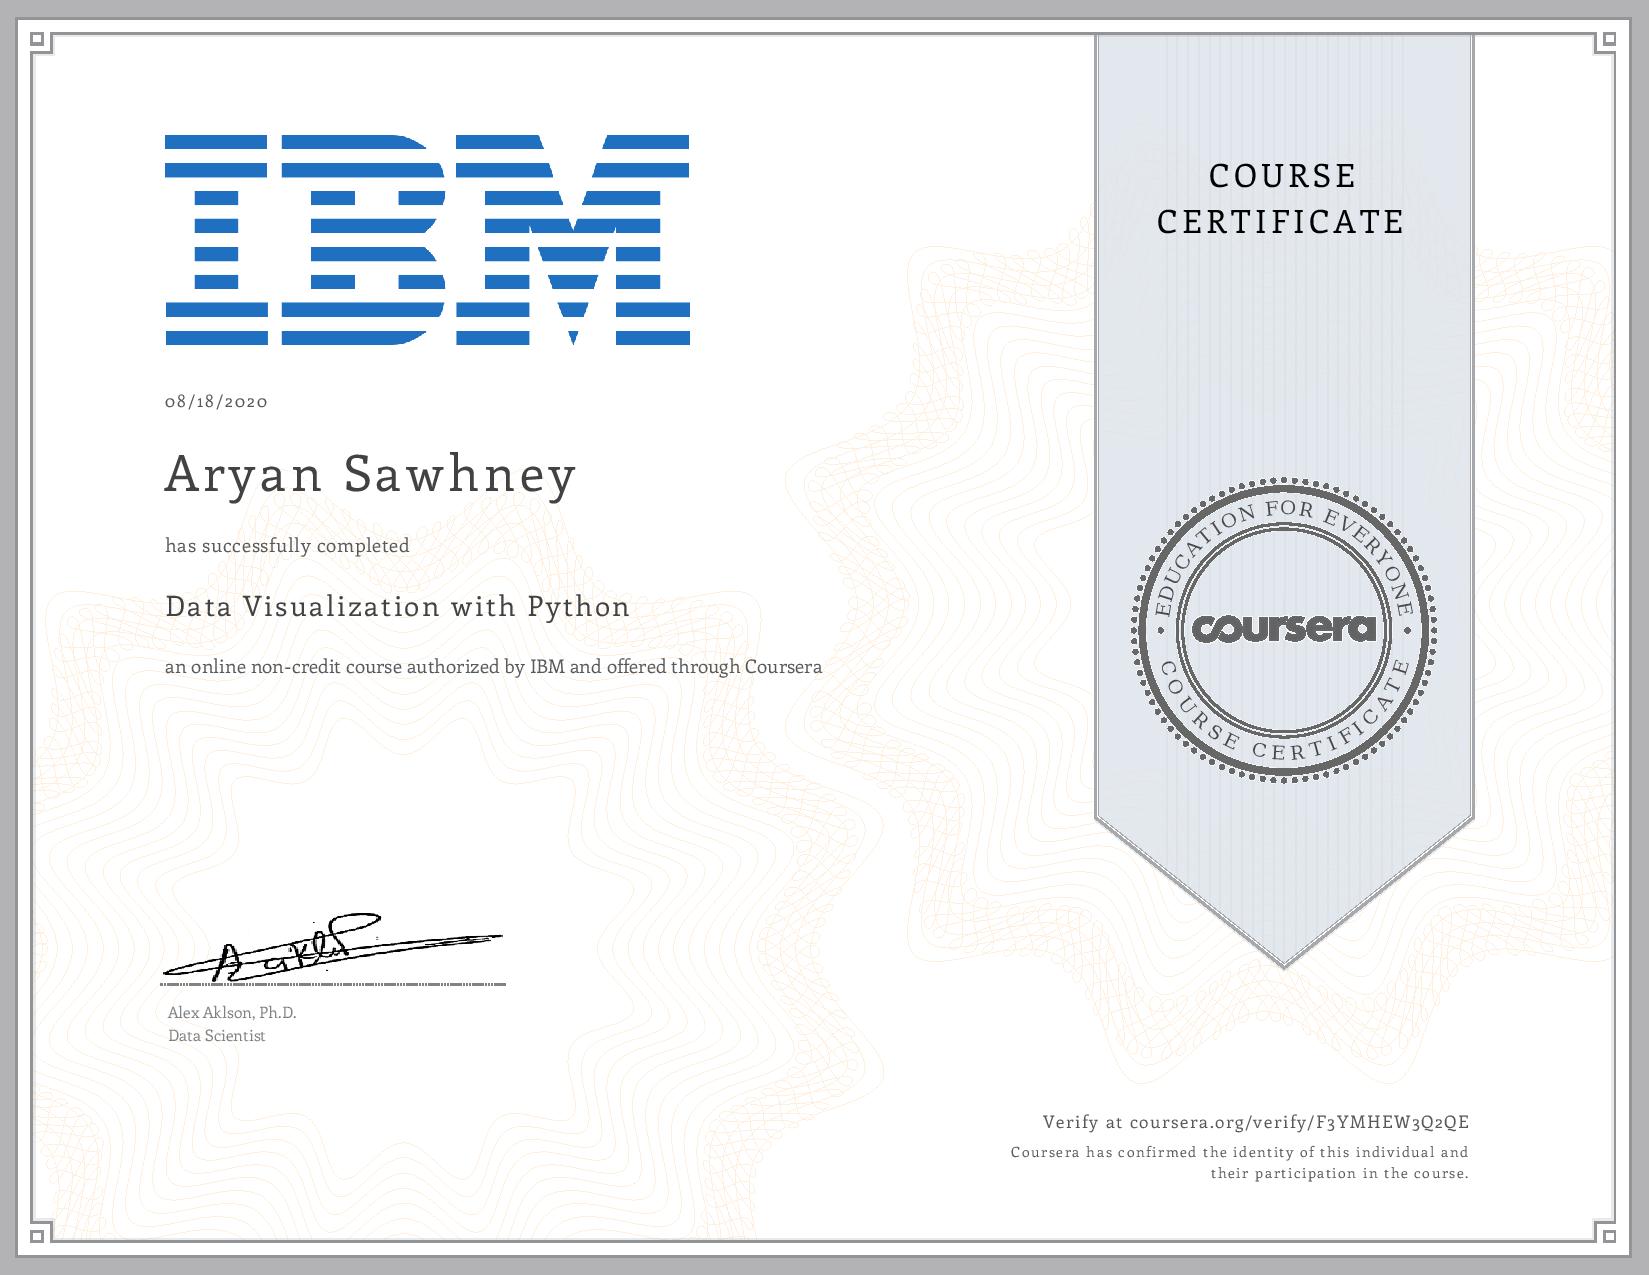 IBM
08/18/2020
Aryan Sawhney
has successfully completed
Data Visualization with Python
an online non-credit course authorized by IBM and offered through Coursera
Alex Aklson, Ph.D.
Data Scientist
COURSE
CERTIFICATE
EDUCATION FOR EVERYONE
coursera
COURSE CERTIFICATE
Verify at coursera.org/verify/F3YMHEW3Q2QE
Coursera has confirmed the identity of this individual and
their participation in the course.